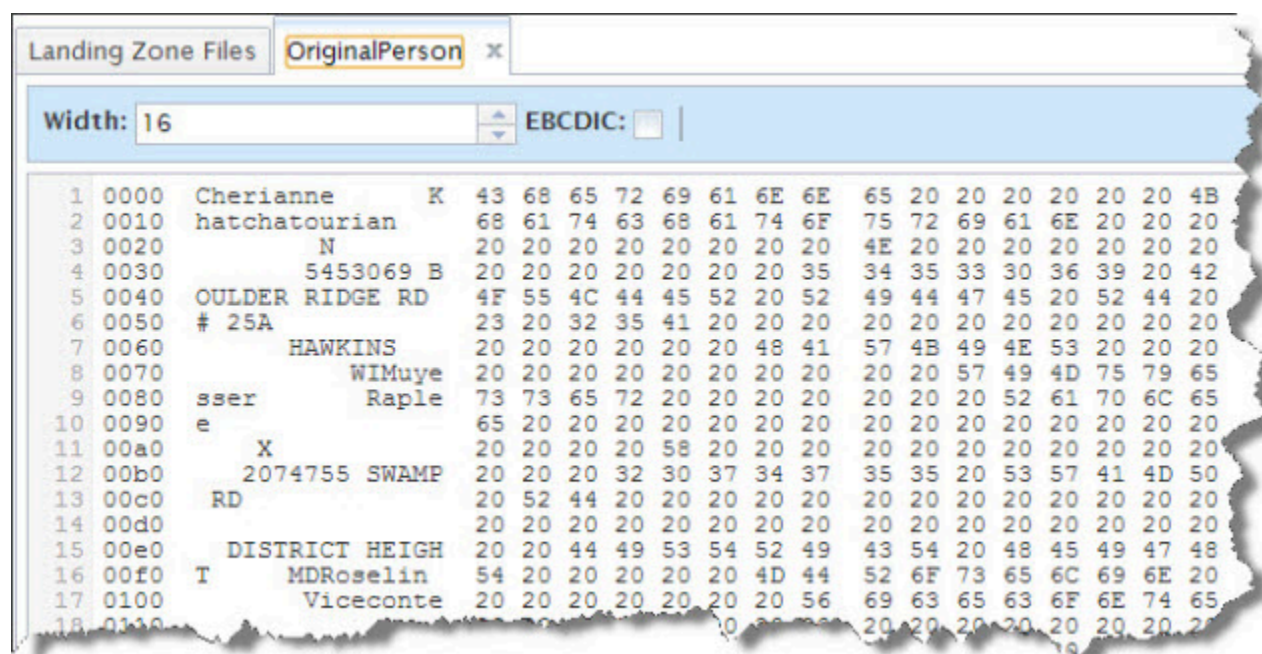 Landing Zone Files OriginalPerson x
Width: 16 EBCDIC:
1 0000 Cherianne K 43 68 65 72 69 61 6E 6E 65 20 20 20 20 20 20 4B
2 0010 hatchatourian 68 61 74 63 68 61 74 6F 75 72 69 61 6E 20 20 20
3 0020 N 20 20 20 20 20 20 20 20 4E 20 20 20 20 20 20 20
4 0030 5453069 B 20 20 20 20 20 20 20 35 34 35 33 30 36 39 20 42
5 0040 OULDER RIDGE RD 4F 55 4C 44 45 52 20 52 49 44 47 45 20 52 44 20
6 0050 # 25A 23 20 32 35 41 20 20 20 20 20 20 20 20 20 20 20
7 0060 HAWKINS 20 20 20 20 20 20 48 41 57 4B 49 4E 53 20 20 20
8 0070 WIMuye 20 20 20 20 20 20 20 20 20 20 57 49 4D 75 79 65
9 0080 sser Raple 73 73 65 72 20 20 20 20 20 20 20 52 61 70 6C 65
10 0090 e 65 20 20 20 20 20 20 20 20 20 20 20 20 20 20 20
11 00a0 X 20 20 20 20 58 20 20 20 20 20 20 20 20 20 20 20
12 00b0 2074755 SWAMP 20 20 20 32 30 37 34 37 35 35 20 53 57 41 4D 50
13 00c0 RD 20 52 44 20 20 20 20 20 20 20 20 20 20 20 20 20
14 00d0 20 20 20 20 20 20 20 20 20 20 20 20 20 20 20 20
15 00e0 DISTRICT HEIGH 20 20 44 49 53 54 52 49 43 54 20 48 45 49 47 48
16 00f0 T MDRoselin 54 20 20 20 20 20 4D 44 52 6F 73 65 6C 69 6E 20
17 0100 Viceconte 20 20 20 20 20 20 20 56 69 63 65 63 6F 6E 74 65
18 20 20 20 20 20 20 20 20